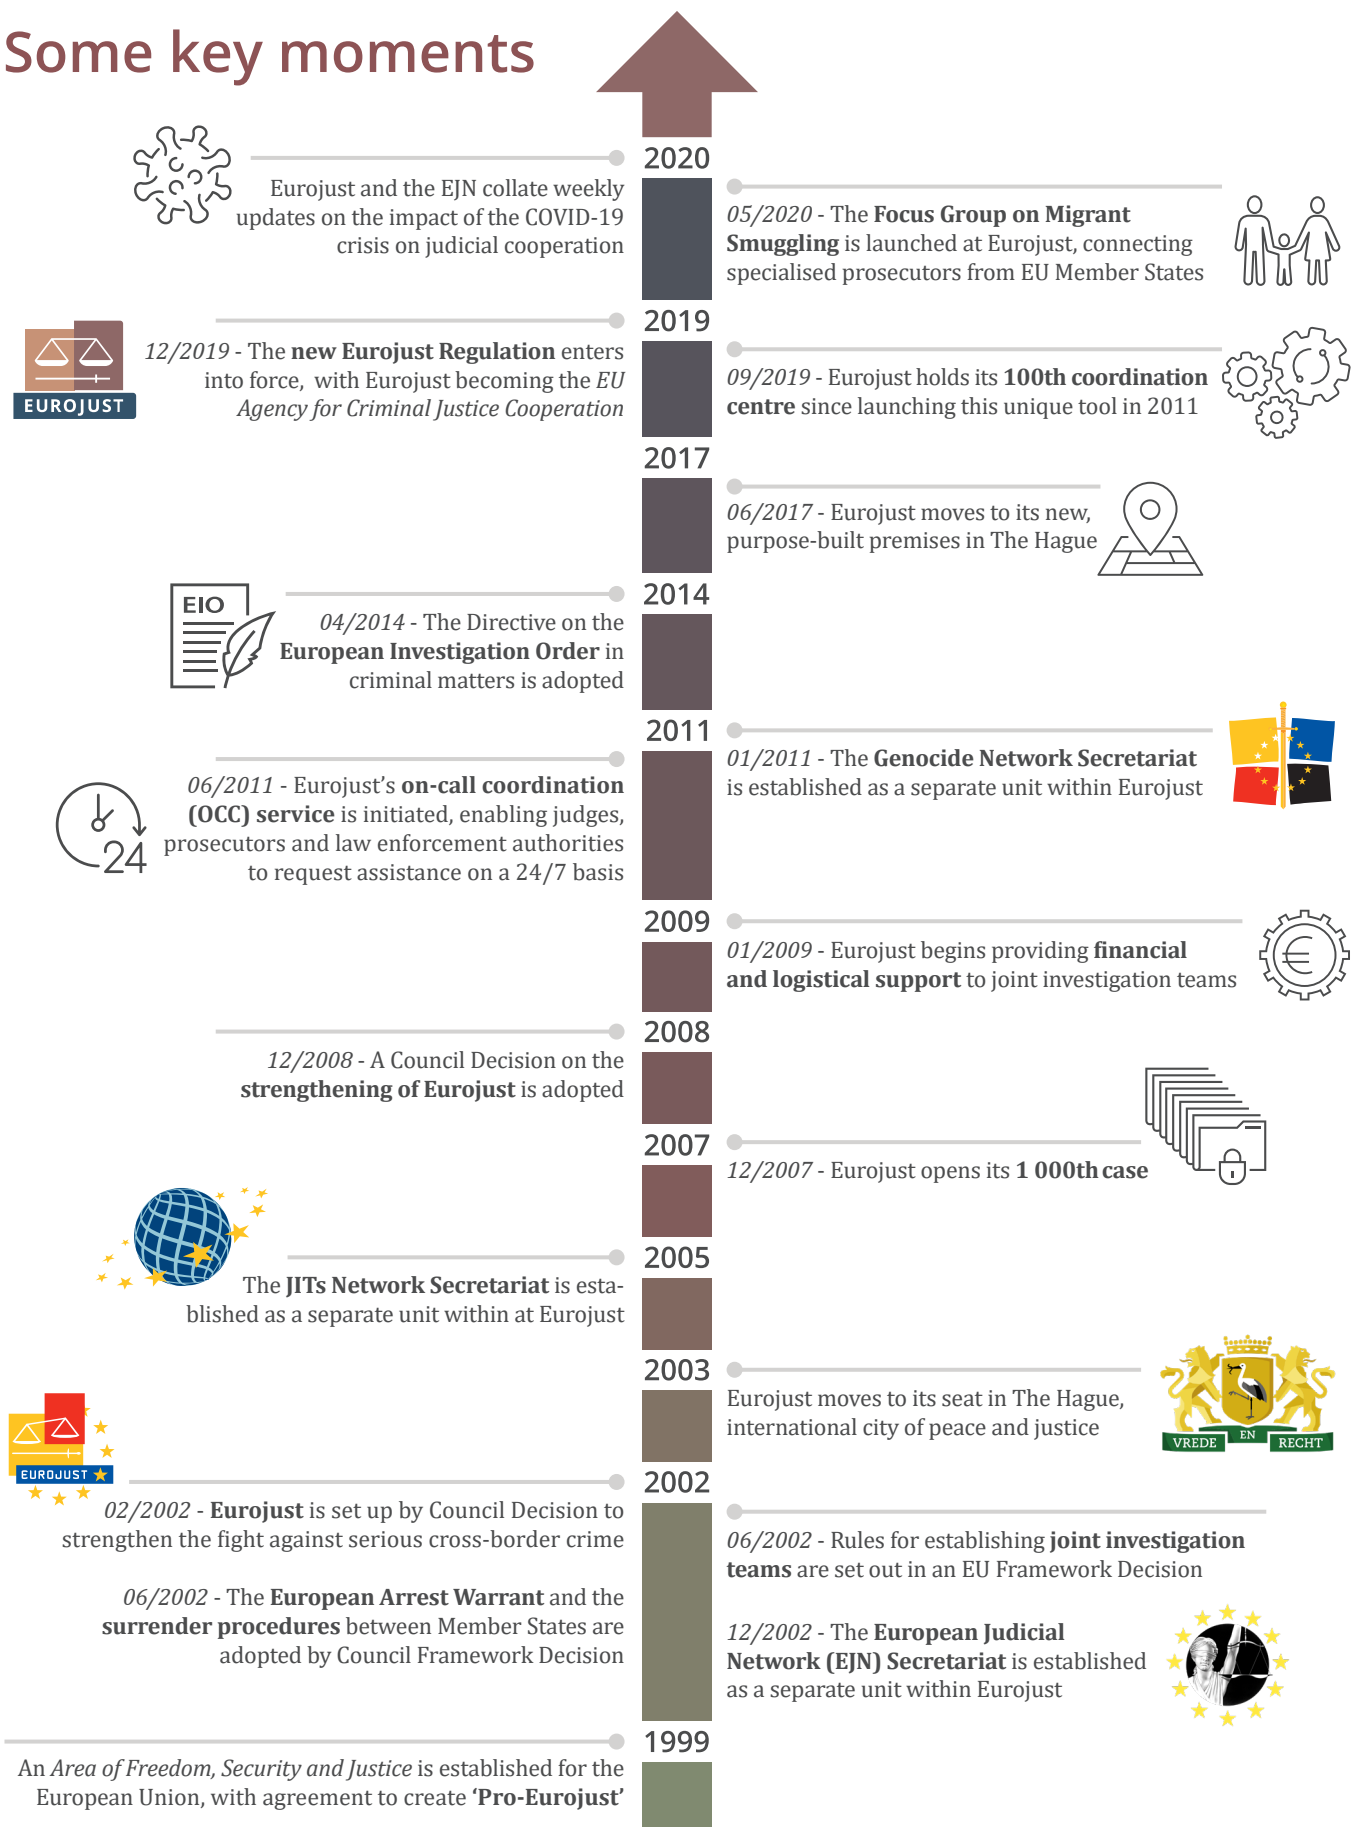 Some key moments
2020
Eurojust and the EJN collate weekly
updates on the impact of the COVID-19
crisis on judicial cooperation
05/2020 - The Focus Group on Migrant
Smuggling is launched at Eurojust, connecting
specialised prosecutors from EU Member States
2019
EUROJUST
12/2019 - The new Eurojust Regulation enters
into force, with Eurojust becoming the EU
Agency for Criminal Justice Cooperation
09/2019 - Eurojust holds its 100th coordination
centre since launching this unique tool in 2011
2017
06/2017 - Eurojust moves to its new,
purpose-built premises in The Hague
2014
EIO
04/2014 - The Directive on the
European Investigation Order in
criminal matters is adopted
2011
01/2011 - The Genocide Network Secretariat
is established as a separate unit within Eurojust
06/2011 - Eurojust's on-call coordination
(OCC) service is initiated, enabling judges,
prosecutors and law enforcement authorities
to request assistance on a 24/7 basis
24
2009
01/2009 - Eurojust begins providing financial
and logistical support to joint investigation teams
€
2008
12/2008 - A Council Decision on the
strengthening of Eurojust is adopted
2007
12/2007 - Eurojust opens its 1 000th case
2005
The JITs Network Secretariat is esta-
blished as a separate unit within at Eurojust
2003
Eurojust moves to its seat in The Hague,
international city of peace and justice
VREDE EN RECHT
2002
EUROJUST
02/2002 - Eurojust is set up by Council Decision to
strengthen the fight against serious cross-border crime
06/2002 - The European Arrest Warrant and the
surrender procedures between Member States are
adopted by Council Framework Decision
06/2002 - Rules for establishing joint investigation
teams are set out in an EU Framework Decision
12/2002 - The European Judicial
Network (EJN) Secretariat is established
as a separate unit within Eurojust
1999
An Area of Freedom, Security and Justice is established for the
European Union, with agreement to create 'Pro-Eurojust'